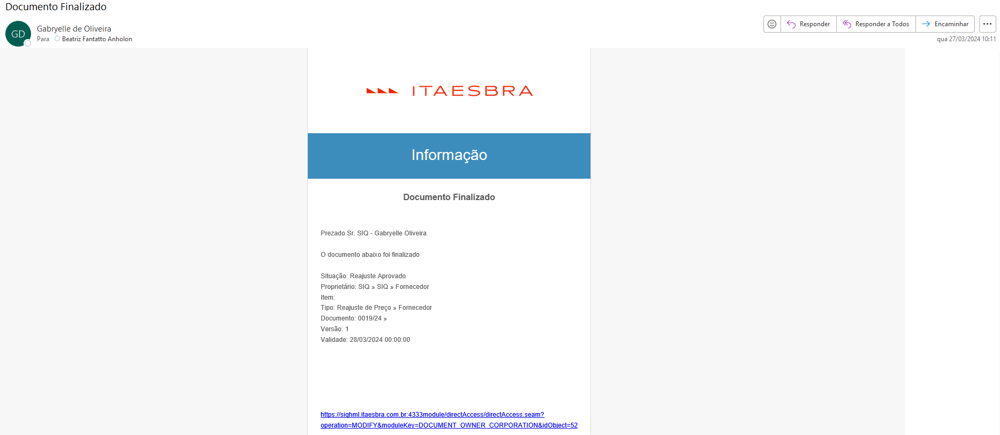 Documento Finalizado
GD
Gabryelle de Oliveira
Para Beatriz Fantatto Anholon
Responder
Responder a Todos
Encaminhar
qua 27/03/2024 10:11
ITAESBRA
Informação
Documento Finalizado
Prezado Sr. SIQ - Gabryelle Oliveira
O documento abaixo foi finalizado
Situação: Reajuste Aprovado
Proprietário: SIQ » SIQ » Fornecedor
Item:
Tipo: Reajuste de Preço » Fornecedor
Documento: 0019/24 »
Versão: 1
Validade: 28/03/2024 00:00:00
https://siqhml.itaesbra.com.br:4333module/directAccess/directAccess.seam?
operation=MODIFY&moduleKey=DOCUMENT_OWNER_CORPORATION&idObject=52